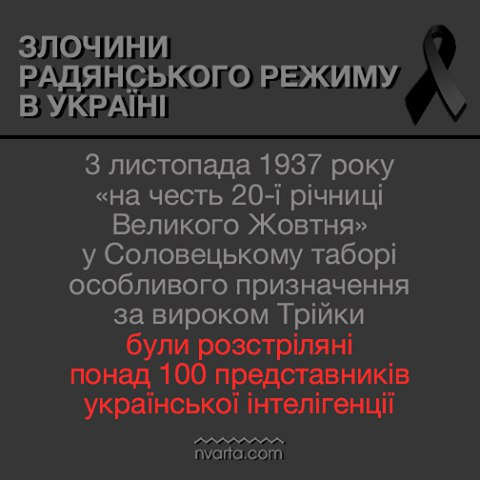 ЗЛОЧИНИ
РАДЯНСЬКОГО РЕЖИМУ
В УКРАЇНІ
3 листопада 1937 року
«на честь 20-ї річниці
Великого Жовтня»
у Соловецькому таборі
особливого призначення
за вироком Трійки
були розстріляні
понад 100 представників
української інтелігенції
nvarta.com